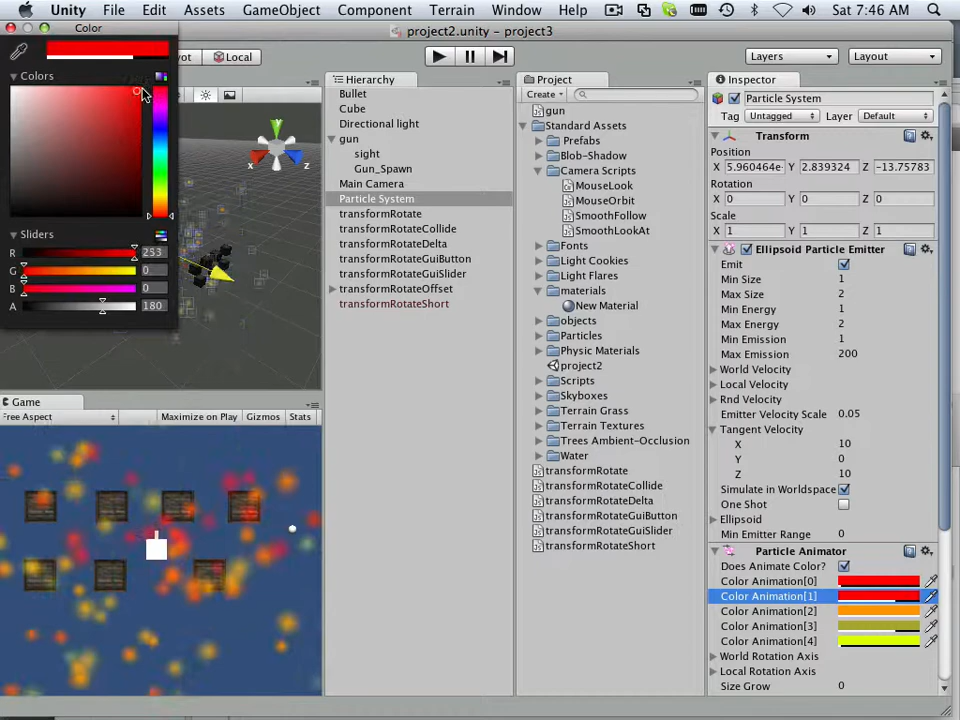 Unity File Edit Assets GameObject Component Terrain Window Help Sat 7:46 AM
Color
project2.unity - project3
Local
Layers
Layout
Colors
Sliders
R 253
G 0
B 0
A 180
Game
Free Aspect
Maximize on Play Gizmos Stats
Hierarchy
Bullet
Cube
Directional light
gun
sight
Gun_Spawn
Main Camera
Particle System
transformRotate
transformRotateCollide
transformRotateDelta
transformRotateGuiButton
transformRotateGuiSlider
transformRotateOffset
transformRotateShort
Project
Create
gun
Standard Assets
Prefabs
Blob-Shadow
Camera Scripts
MouseLook
MouseOrbit
SmoothFollow
SmoothLookAt
Fonts
Light Cookies
Light Flares
materials
New Material
objects
Particles
Physic Materials
project2
Scripts
Skyboxes
Terrain Grass
Terrain Textures
Trees Ambient-Occlusion
Water
transformRotate
transformRotateCollide
transformRotateDelta
transformRotateGuiButton
transformRotateGuiSlider
transformRotateShort
Inspector
Particle System
Tag Untagged Layer Default
Transform
Position
X 5.960464e- Y 2.839324 Z -13.75783
Rotation
X 0 Y 0 Z 0
Scale
X 1 Y 1 Z 1
Ellipsoid Particle Emitter
Emit
Min Size 1
Max Size 2
Min Energy 1
Max Energy 2
Min Emission 1
Max Emission 200
World Velocity
Local Velocity
Rnd Velocity
Emitter Velocity Scale 0.05
Tangent Velocity
X 10
Y 0
Z 10
Simulate in Worldspace
One Shot
Ellipsoid
Min Emitter Range 0
Particle Animator
Does Animate Color?
Color Animation[0]
Color Animation[1]
Color Animation[2]
Color Animation[3]
Color Animation[4]
World Rotation Axis
Local Rotation Axis
Size Grow 0